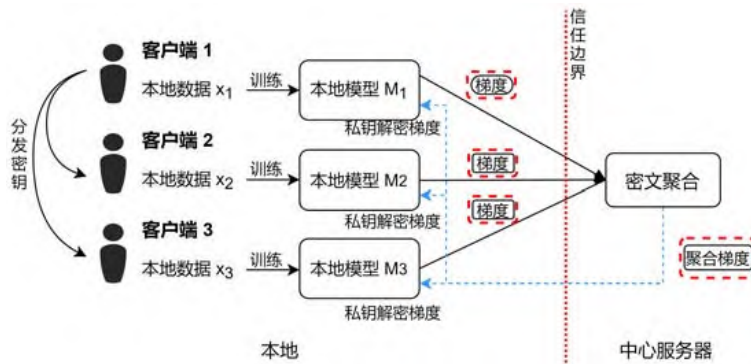 信任边界
客户端 1
本地数据 x₁
训练
本地模型 M₁
梯度
私钥解密梯度
分发密钥
客户端 2
本地数据 x₂
训练
本地模型 M2
梯度
密文聚合
私钥解密梯度
梯度
客户端 3
本地数据 x₃
训练
本地模型 M3
聚合梯度
私钥解密梯度
本地
中心服务器